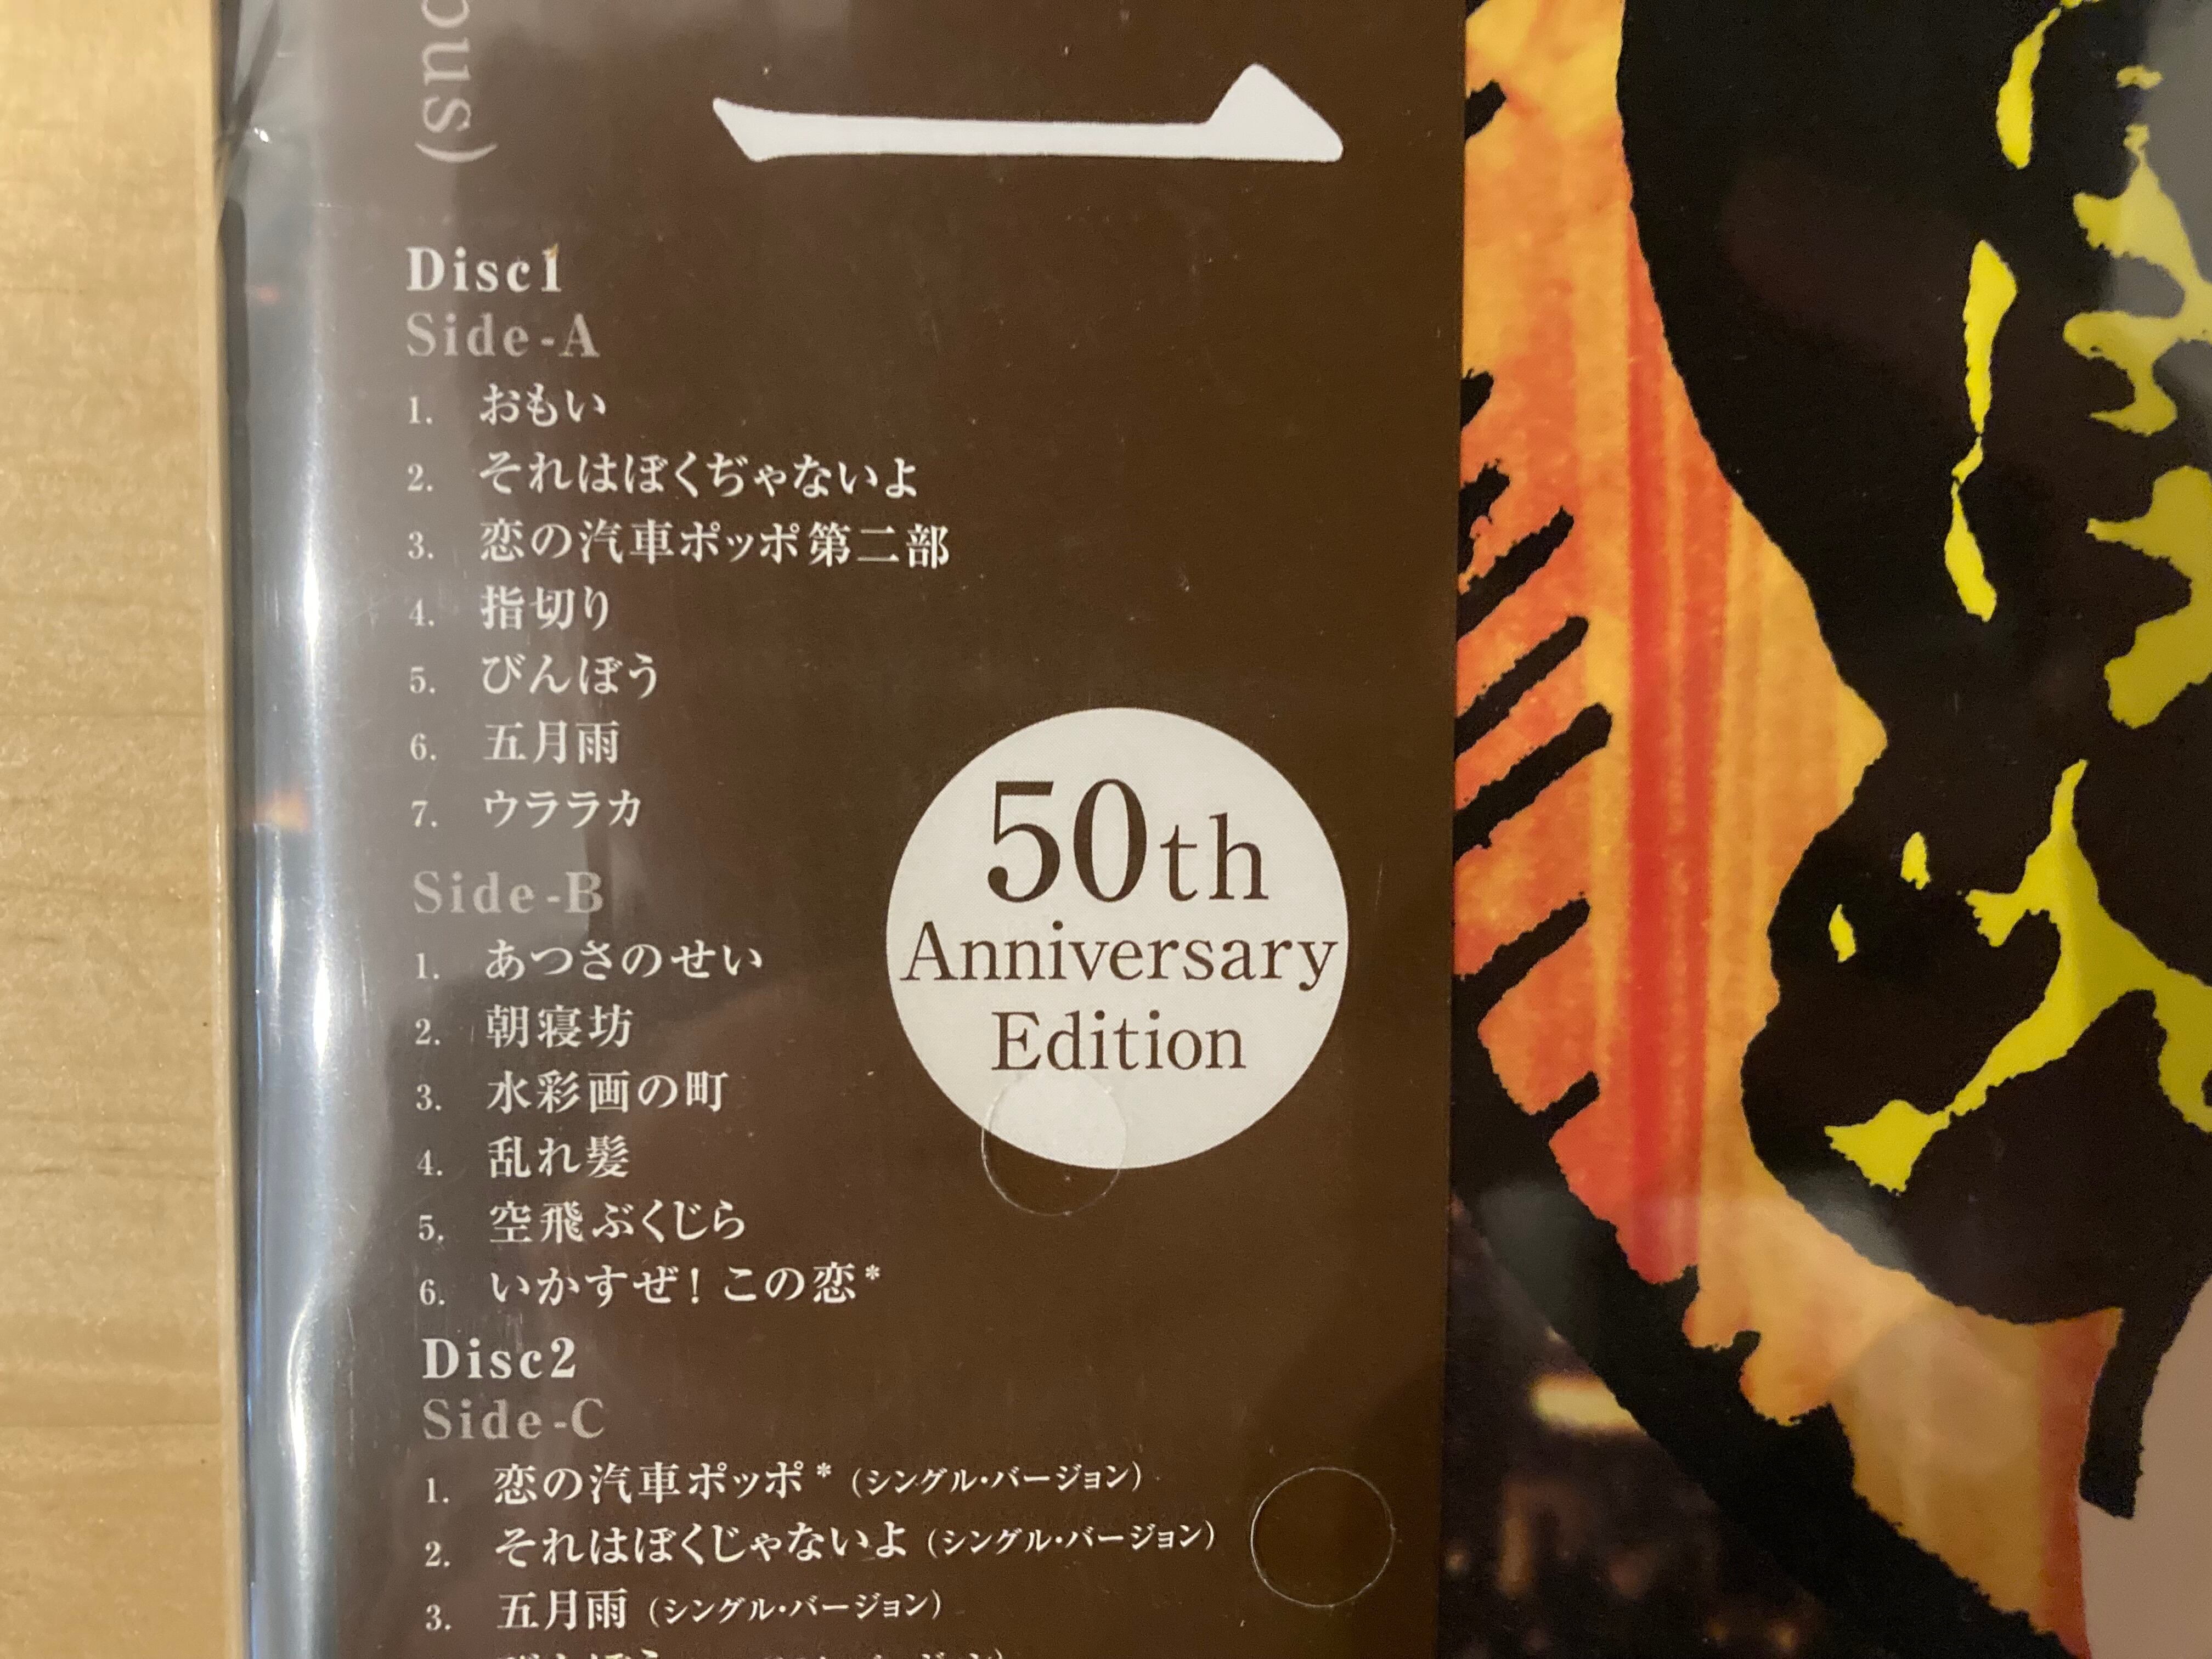 ous)
一
Disc1
Side-A
1. おもい
2. それはぼくぢゃないよ
3. 恋の汽車ポッポ第二部
4. 指切り
5. びんぼう
6. 五月雨
7. ウララカ
Side-B
1. あつさのせい
2. 朝寝坊
3. 水彩画の町
4. 乱れ髪
5. 空飛ぶくじら
6. いかすぜ！この恋*
50th
Anniversary
Edition
Disc2
Side-C
1. 恋の汽車ポッポ*（シングル・バージョン）
2. それはぼくじゃないよ（シングル・バージョン）
3. 五月雨（シングル・バージョン）